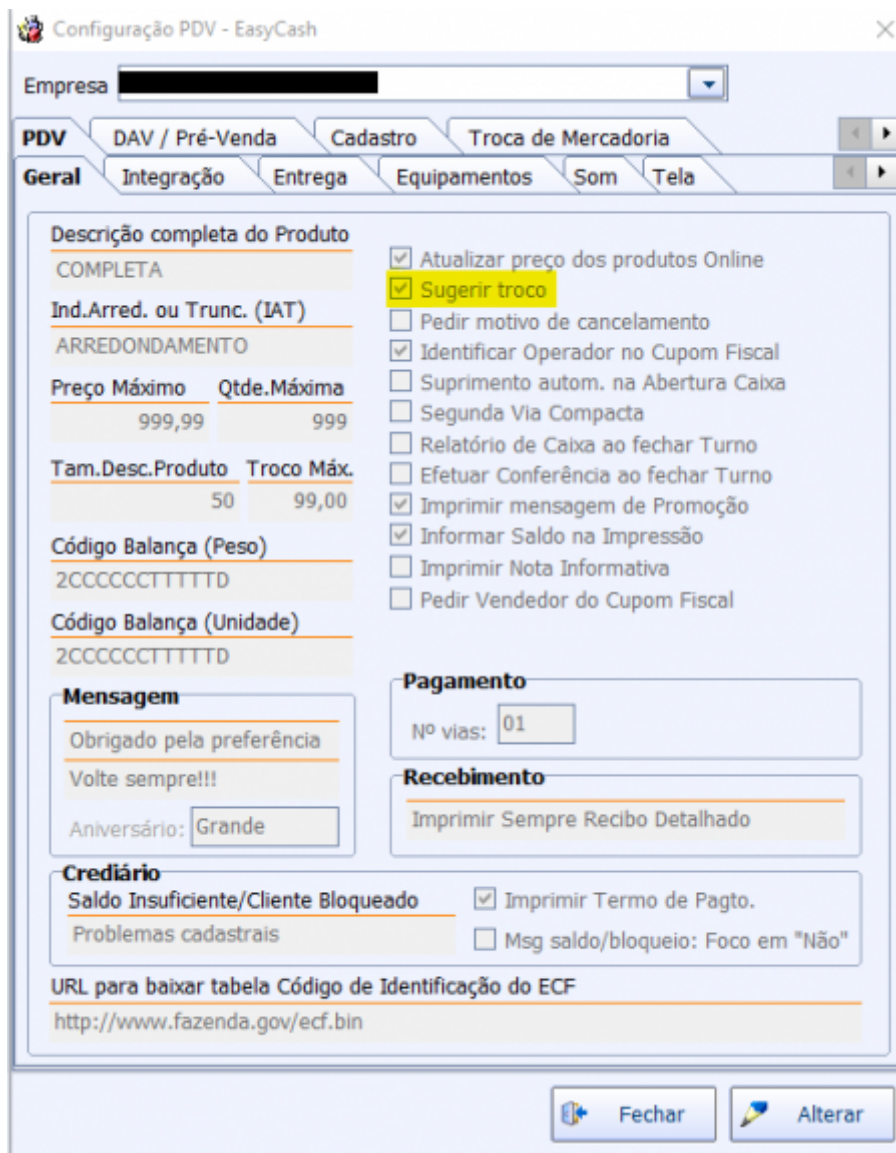 Configuração PDV - EasyCash
Empresa
PDV DAV / Pré-Venda Cadastro Troca de Mercadoria
Geral Integração Entrega Equipamentos Som Tela
Descrição completa do Produto
COMPLETA
Ind.Arred. ou Trunc. (IAT)
ARREDONDAMENTO
Preço Máximo Qtde.Máxima
999,99 999
Tam.Desc.Produto Troco Máx.
50 99,00
Código Balança (Peso)
2CCCCCCTTTTTD
Código Balança (Unidade)
2CCCCCCTTTTTD
Atualizar preço dos produtos Online
Sugerir troco
Pedir motivo de cancelamento
Identificar Operador no Cupom Fiscal
Suprimento autom. na Abertura Caixa
Segunda Via Compacta
Relatório de Caixa ao fechar Turno
Efetuar Conferência ao fechar Turno
Imprimir mensagem de Promoção
Informar Saldo na Impressão
Imprimir Nota Informativa
Pedir Vendedor do Cupom Fiscal
Mensagem
Obrigado pela preferência
Volte sempre!!!
Aniversário: Grande
Pagamento
Nº vias: 01
Recebimento
Imprimir Sempre Recibo Detalhado
Crediário
Saldo Insuficiente/Cliente Bloqueado
Problemas cadastrais
Imprimir Termo de Pagto.
Msg saldo/bloqueio: Foco em "Não"
URL para baixar tabela Código de Identificação do ECF
http://www.fazenda.gov/ecf.bin
Fechar Alterar